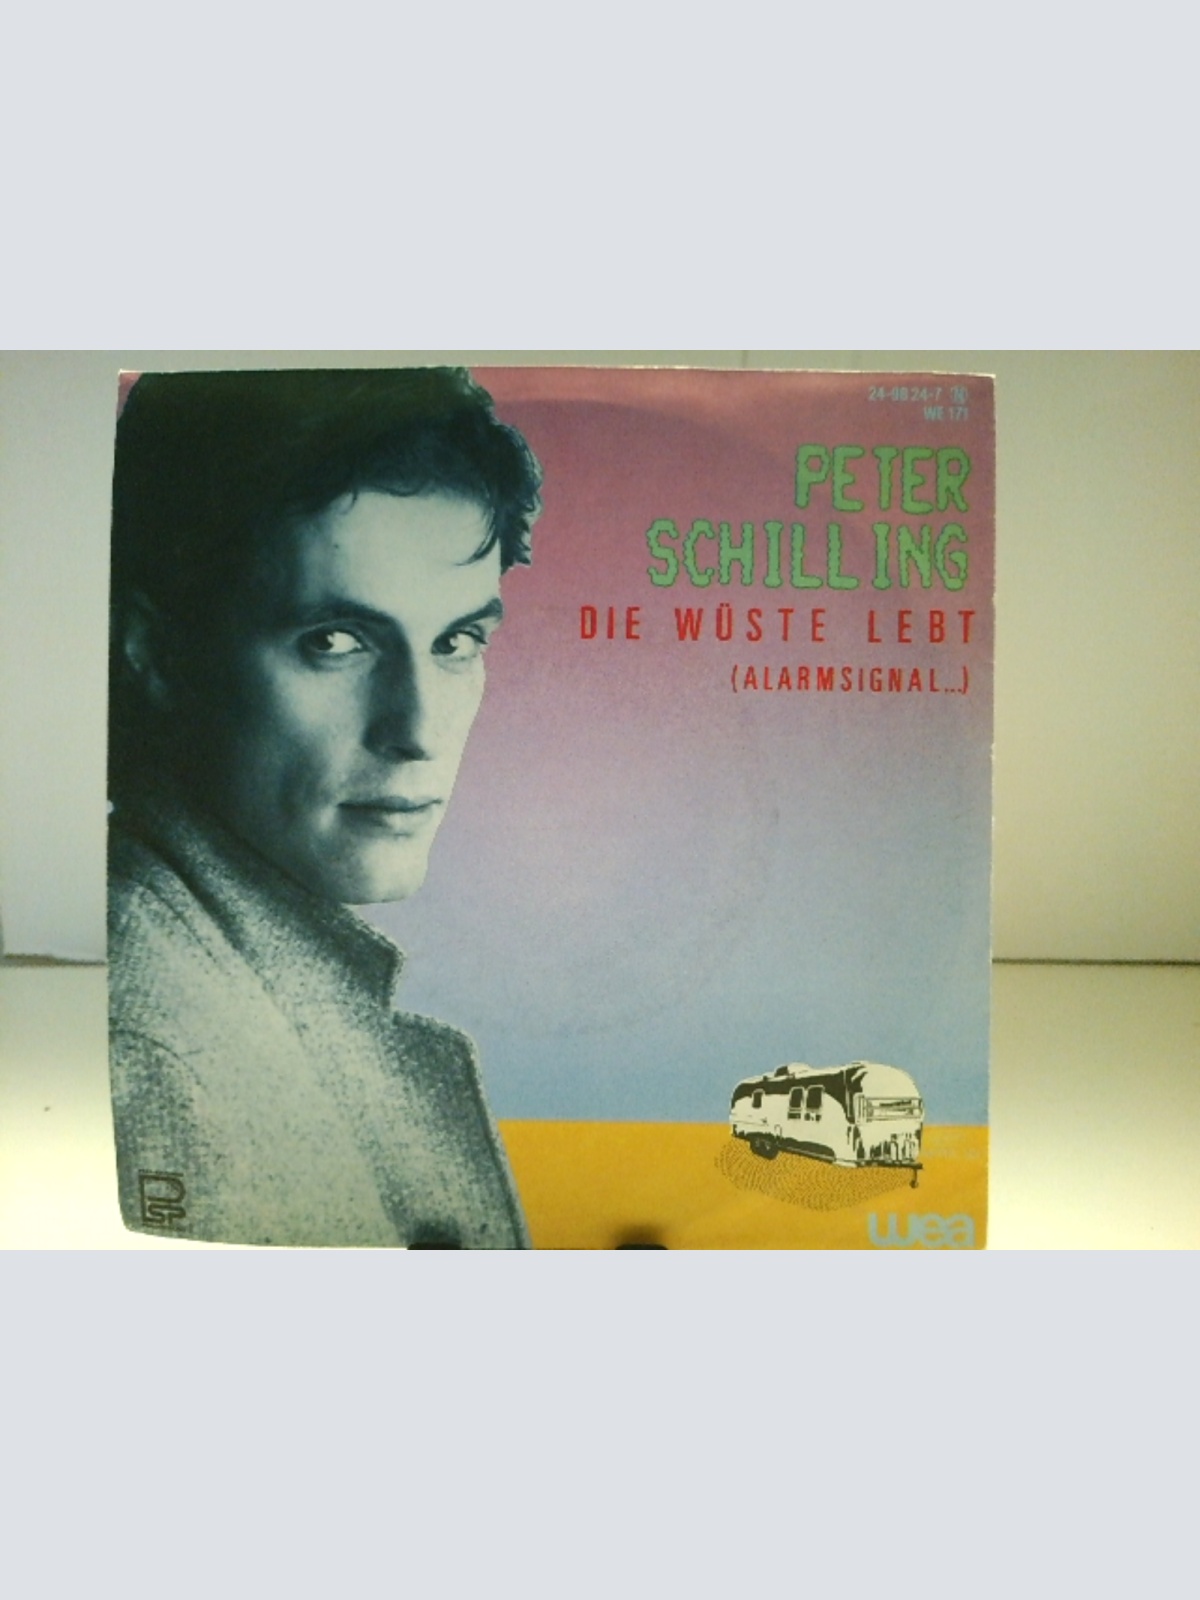 24-9824-7 N
WE 171
PETER
SCHILLING
DIE WÜSTE LEBT
(ALARMSIGNAL...)
wea